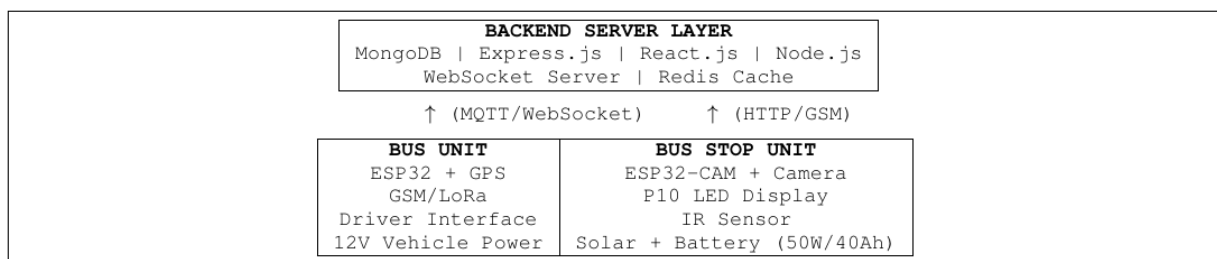 BACKEND SERVER LAYER
MongoDB | Express.js | React.js | Node.js
WebSocket Server | Redis Cache
↑ (MQTT/WebSocket) ↑ (HTTP/GSM)
BUS UNIT
ESP32 + GPS
GSM/LoRa
Driver Interface
12V Vehicle Power
BUS STOP UNIT
ESP32-CAM + Camera
P10 LED Display
IR Sensor
Solar + Battery (50W/40Ah)